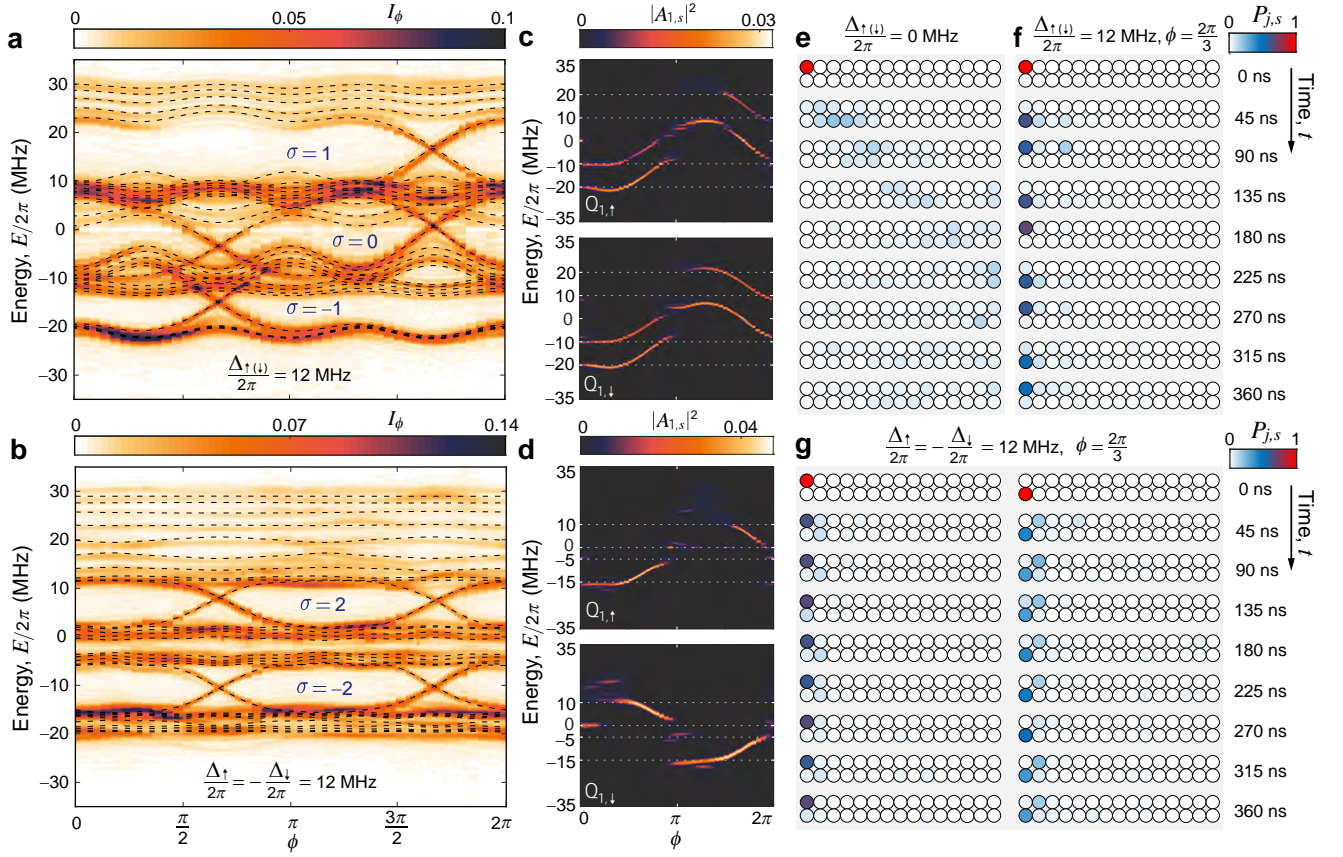 a
0 0.05 I_ϕ 0.1
Energy, E/2π (MHz)
30
20
10
0
−10
−20
−30
σ = 1
σ = 0
σ = −1
Δ↑(↓)/2π = 12 MHz
b
0 0.07 I_ϕ 0.14
Energy, E/2π (MHz)
30
20
10
0
−10
−20
−30
σ = 2
σ = −2
Δ↑/2π = − Δ↓/2π = 12 MHz
0 π/2 π 3π/2 2π
ϕ
c
|A₁,ₛ|²
0 0.03
Energy, E/2π (MHz)
35
20
10
0
−10
−20
−35
Q₁,↑
35
20
10
0
−10
−20
−35
Q₁,↓
d
|A₁,ₛ|²
0 0.04
Energy, E/2π (MHz)
35
10
0
−5
−15
−35
Q₁,↑
35
10
0
−5
−15
−35
Q₁,↓
0 π 2π
ϕ
e
Δ↑(↓)/2π = 0 MHz
f
Δ↑(↓)/2π = 12 MHz, ϕ = 2π/3
P_j,s
0 1
Time, t
0 ns
45 ns
90 ns
135 ns
180 ns
225 ns
270 ns
315 ns
360 ns
g
Δ↑/2π = − Δ↓/2π = 12 MHz, ϕ = 2π/3
P_j,s
0 1
Time, t
0 ns
45 ns
90 ns
135 ns
180 ns
225 ns
270 ns
315 ns
360 ns